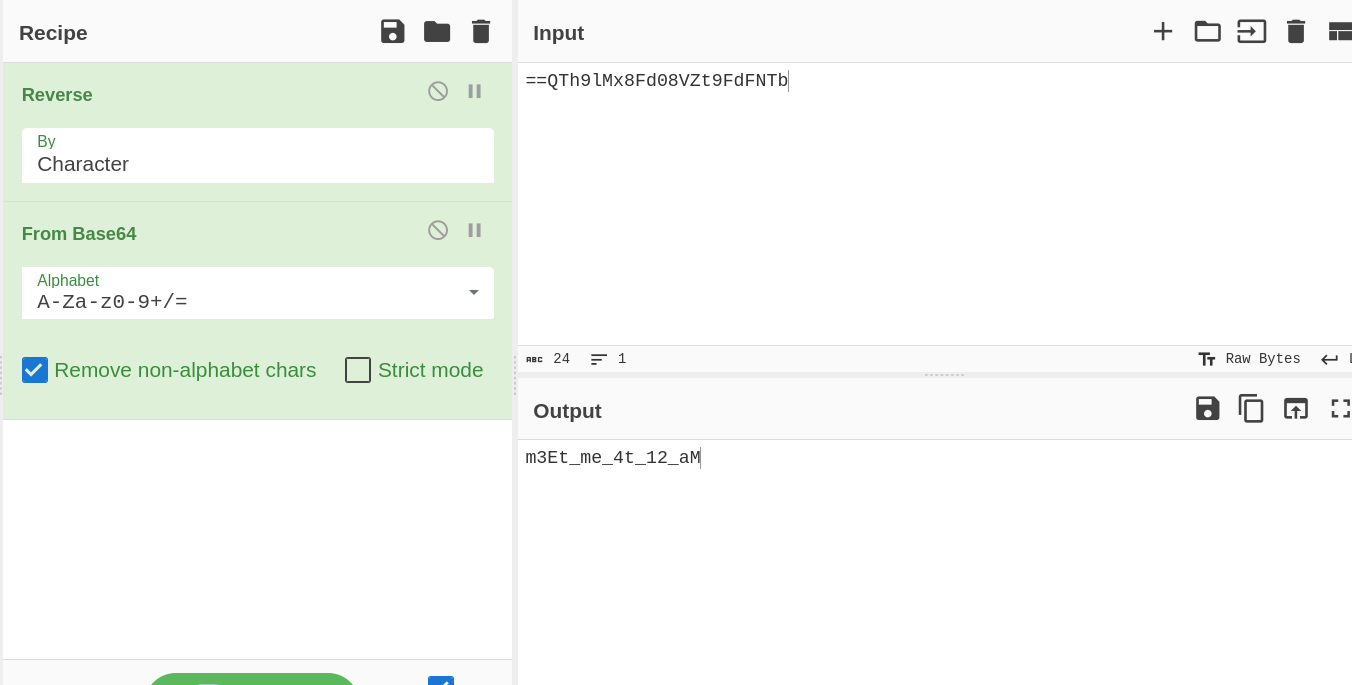 Recipe
Reverse
By
Character
From Base64
Alphabet
A-Za-z0-9+/=
Remove non-alphabet chars
Strict mode
Input
==QTh9lMx8Fd08VZt9FdFNTb
ABC 24 1
Raw Bytes
Output
m3Et_me_4t_12_aM